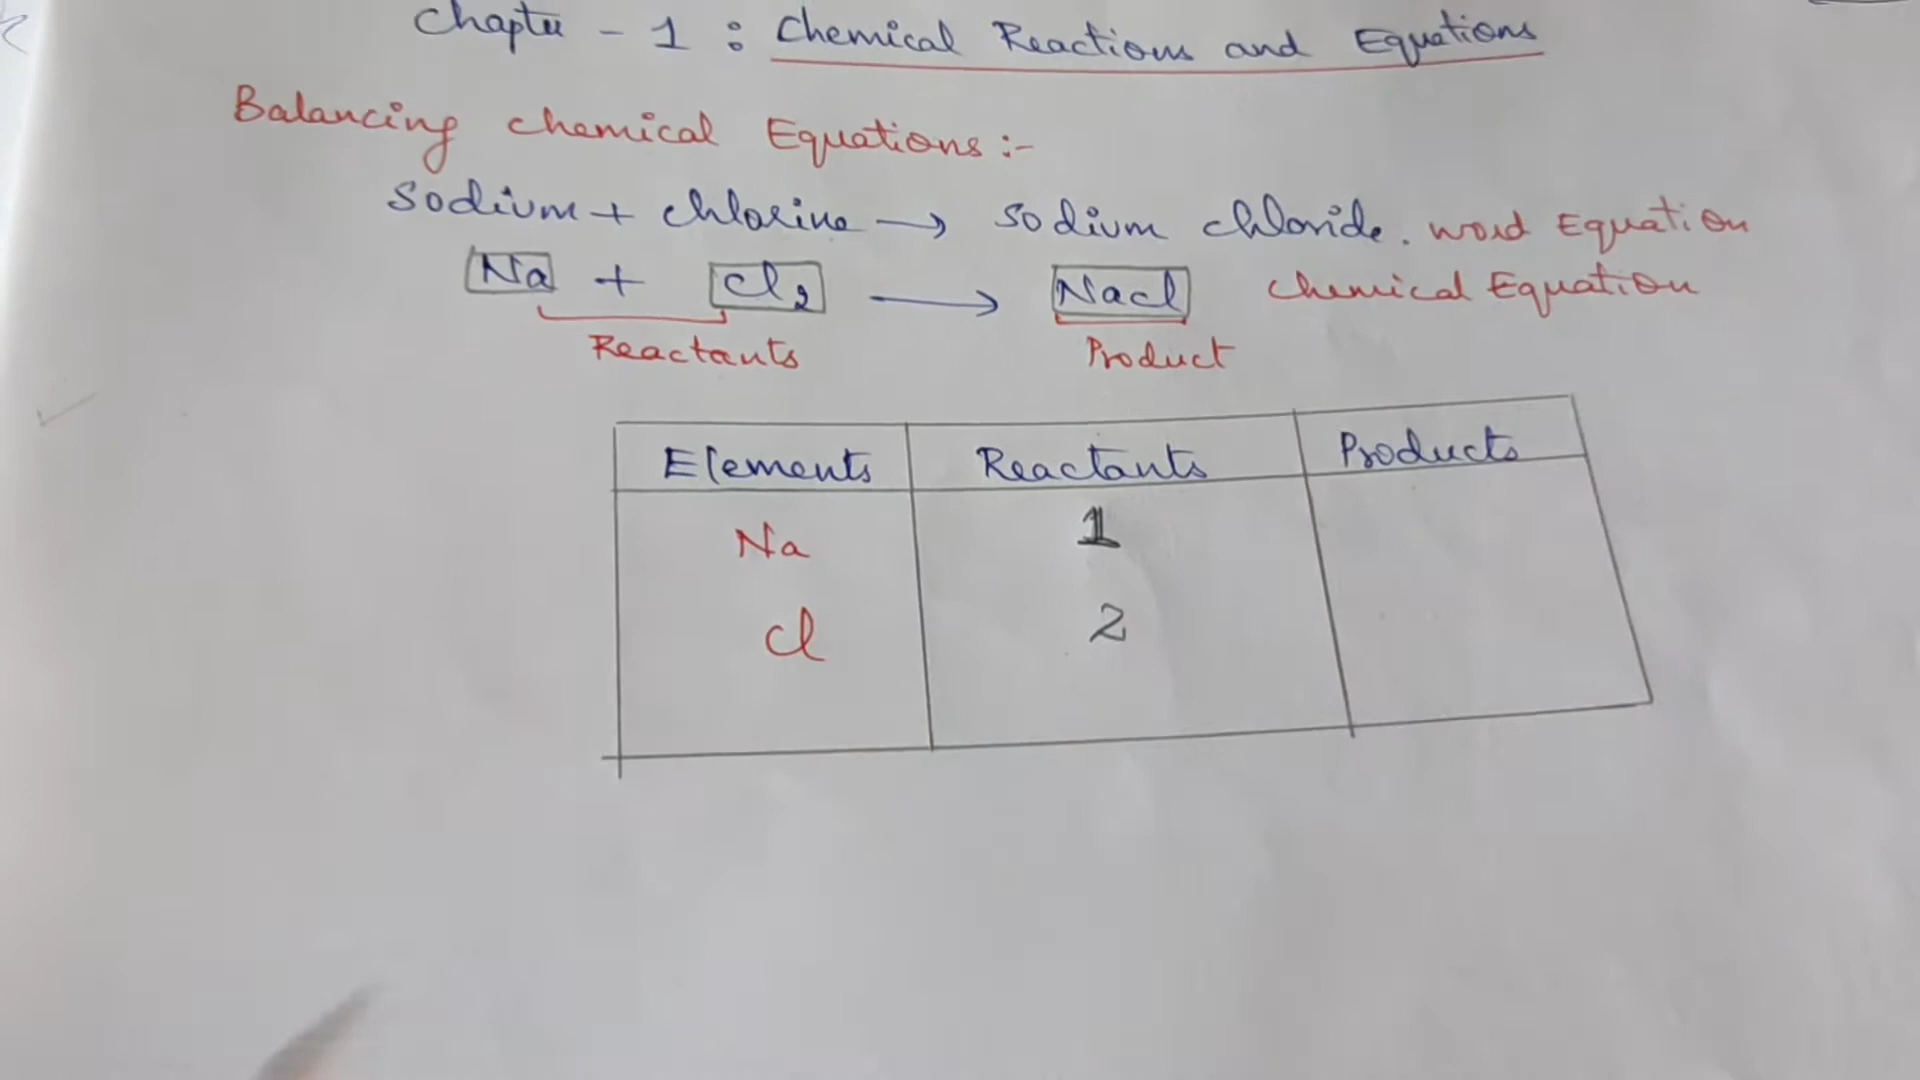 Chapter - 1 : Chemical Reactions and Equations
Balancing chemical Equations :-
Sodium + chlorine → sodium chloride. word Equation
Na + Cl₂ → Nacl chemical Equation
Reactants Product
Elements Reactants Products
Na 1
Cl 2